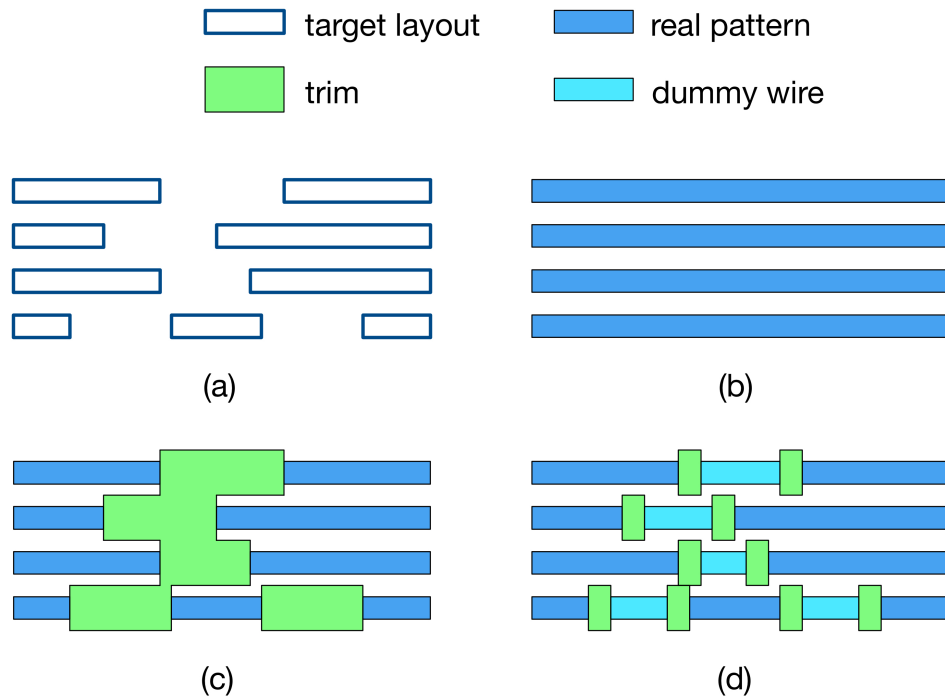 target layout
real pattern
trim
dummy wire
(a)
(b)
(c)
(d)